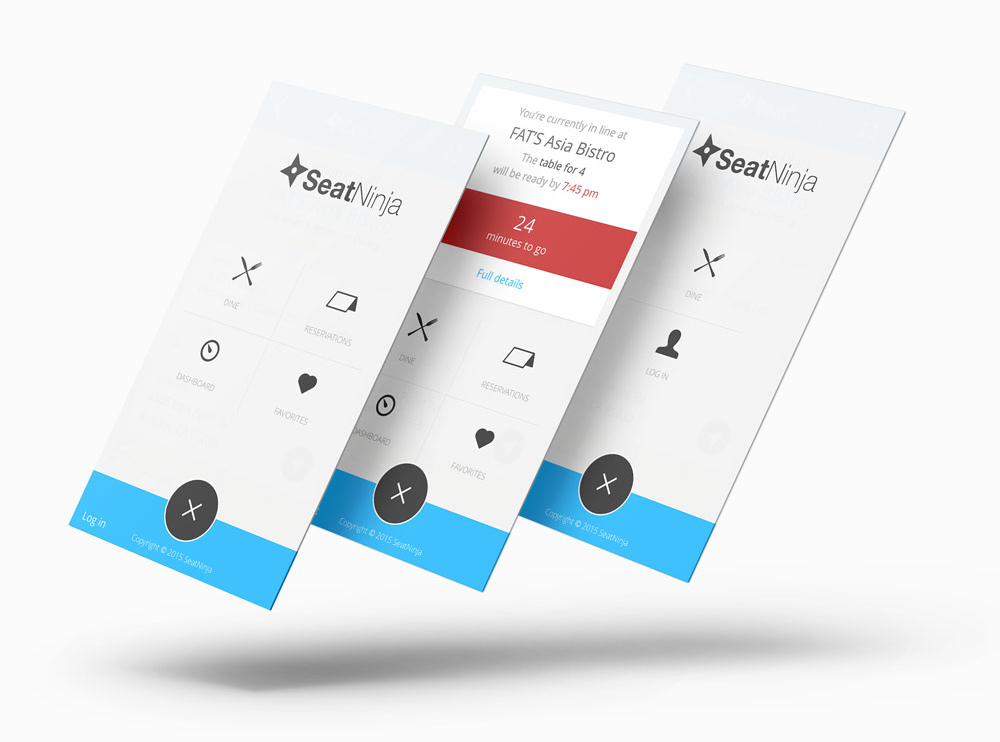 SeatNinja
DINE
RESERVATIONS
DASHBOARD
FAVORITES
Log in
Copyright © 2015 SeatNinja
You're currently in line at
FAT'S Asia Bistro
The table for 4
will be ready by 7:45 pm
24
minutes to go
Full details
DINE
RESERVATIONS
DASHBOARD
FAVORITES
Copyright © 2015 SeatNinja
SeatNinja
DINE
LOG IN
Copyright © 2015 SeatNinja